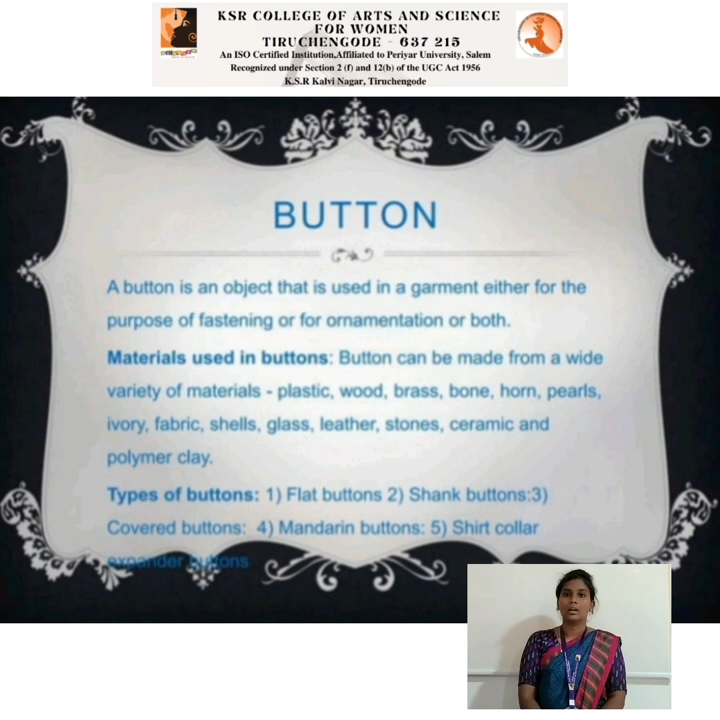 KSR COLLEGE OF ARTS AND SCIENCE
FOR WOMEN
TIRUCHENGODE - 637 215
An ISO Certified Institution,Affiliated to Periyar University, Salem
Recognized under Section 2 (f) and 12(b) of the UGC Act 1956
K.S.R Kalvi Nagar, Tiruchengode
BUTTON
A button is an object that is used in a garment either for the
purpose of fastening or for ornamentation or both.
Materials used in buttons: Button can be made from a wide
variety of materials - plastic, wood, brass, bone, horn, pearls,
ivory, fabric, shells, glass, leather, stones, ceramic and
polymer clay.
Types of buttons: 1) Flat buttons 2) Shank buttons:3)
Covered buttons: 4) Mandarin buttons: 5) Shirt collar
expander buttons